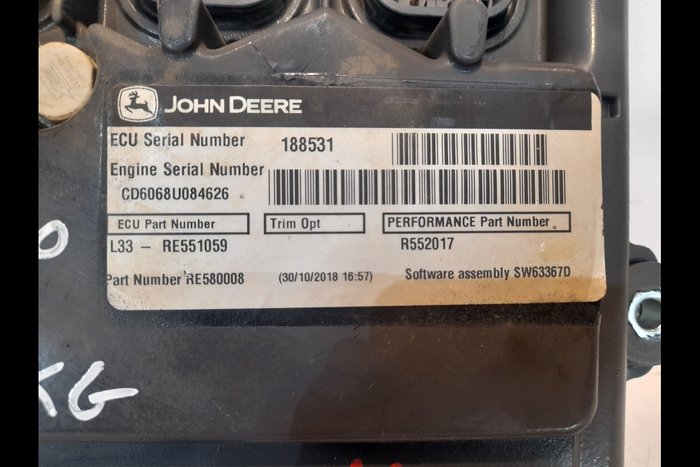 JOHN DEERE
ECU Serial Number 188531
Engine Serial Number
CD6068U084626
ECU Part Number Trim Opt PERFORMANCE Part Number
L33 - RE551059 R552017
Part Number RE580008 (30/10/2018 16:57) Software assembly SW63367D